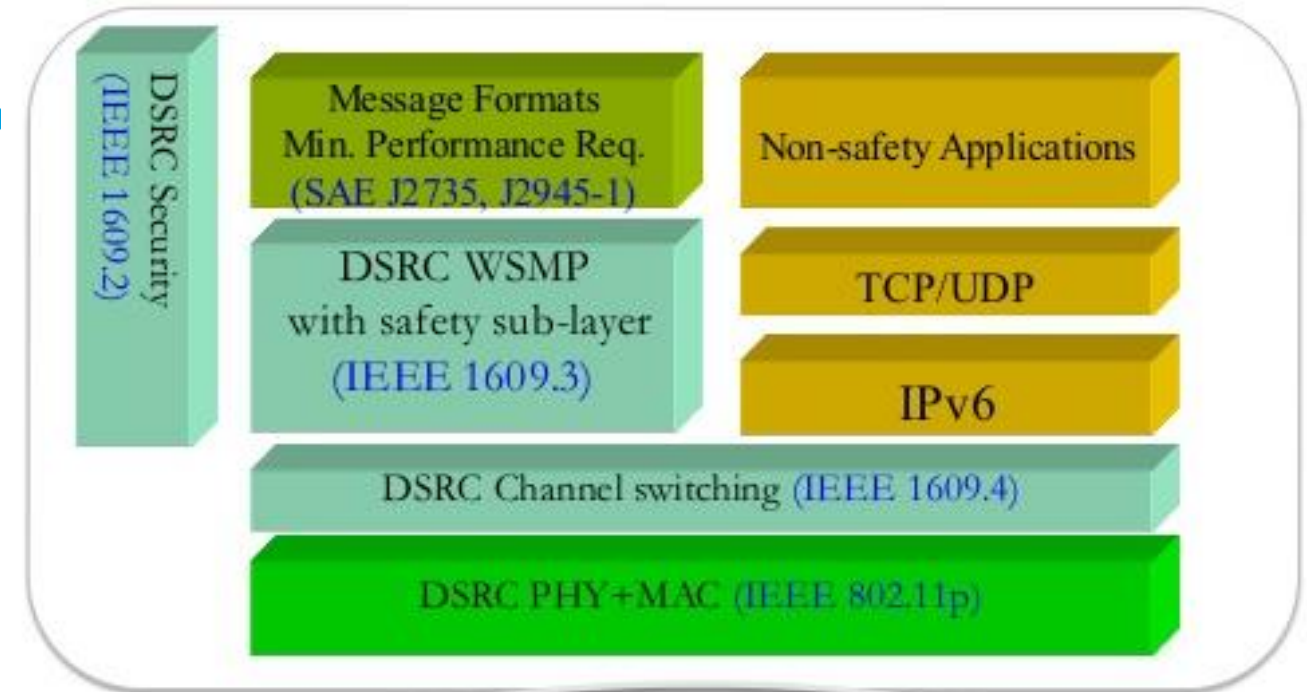 DSRC Security
(IEEE 1609.2)
Message Formats
Min. Performance Req.
(SAE J2735, J2945-1)
Non-safety Applications
DSRC WSMP
with safety sub-layer
(IEEE 1609.3)
TCP/UDP
IPv6
DSRC Channel switching (IEEE 1609.4)
DSRC PHY+MAC (IEEE 802.11p)